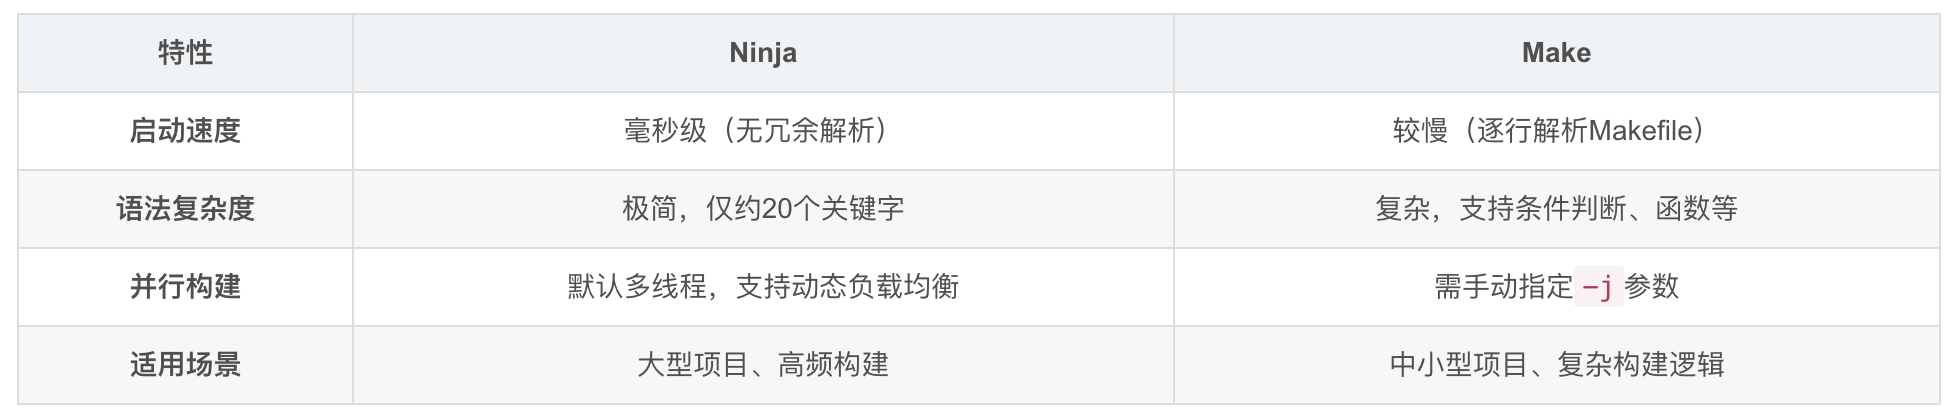 特性 Ninja Make
启动速度 毫秒级（无冗余解析） 较慢（逐行解析Makefile）
语法复杂度 极简，仅约20个关键字 复杂，支持条件判断、函数等
并行构建 默认多线程，支持动态负载均衡 需手动指定 -j 参数
适用场景 大型项目、高频构建 中小型项目、复杂构建逻辑